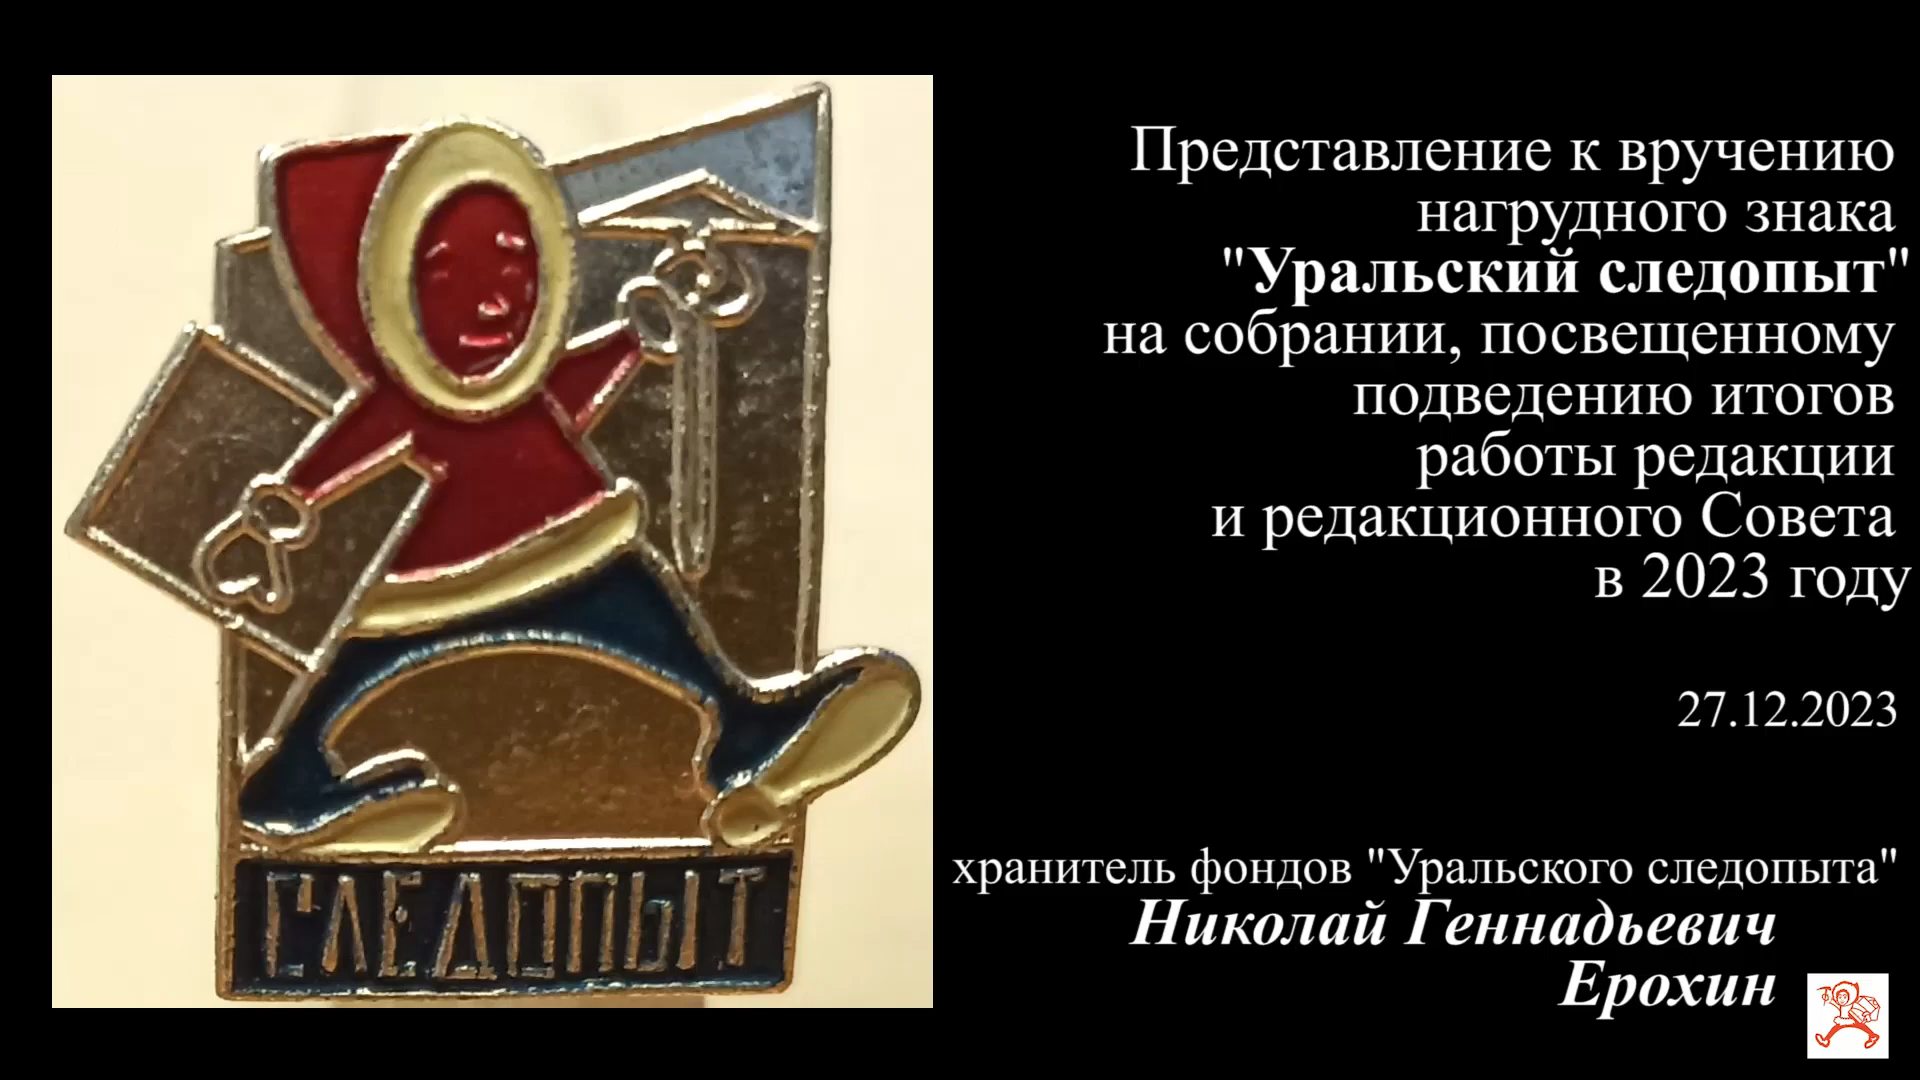 Представление к вручению
нагрудного знака
"Уральский следопыт"
на собрании, посвещенному
подведению итогов
работы редакции
и редакционного Совета
в 2023 году
27.12.2023
хранитель фондов "Уральского следопыта"
Николай Геннадьевич
Ерохин
СЛЕДОПЫТ